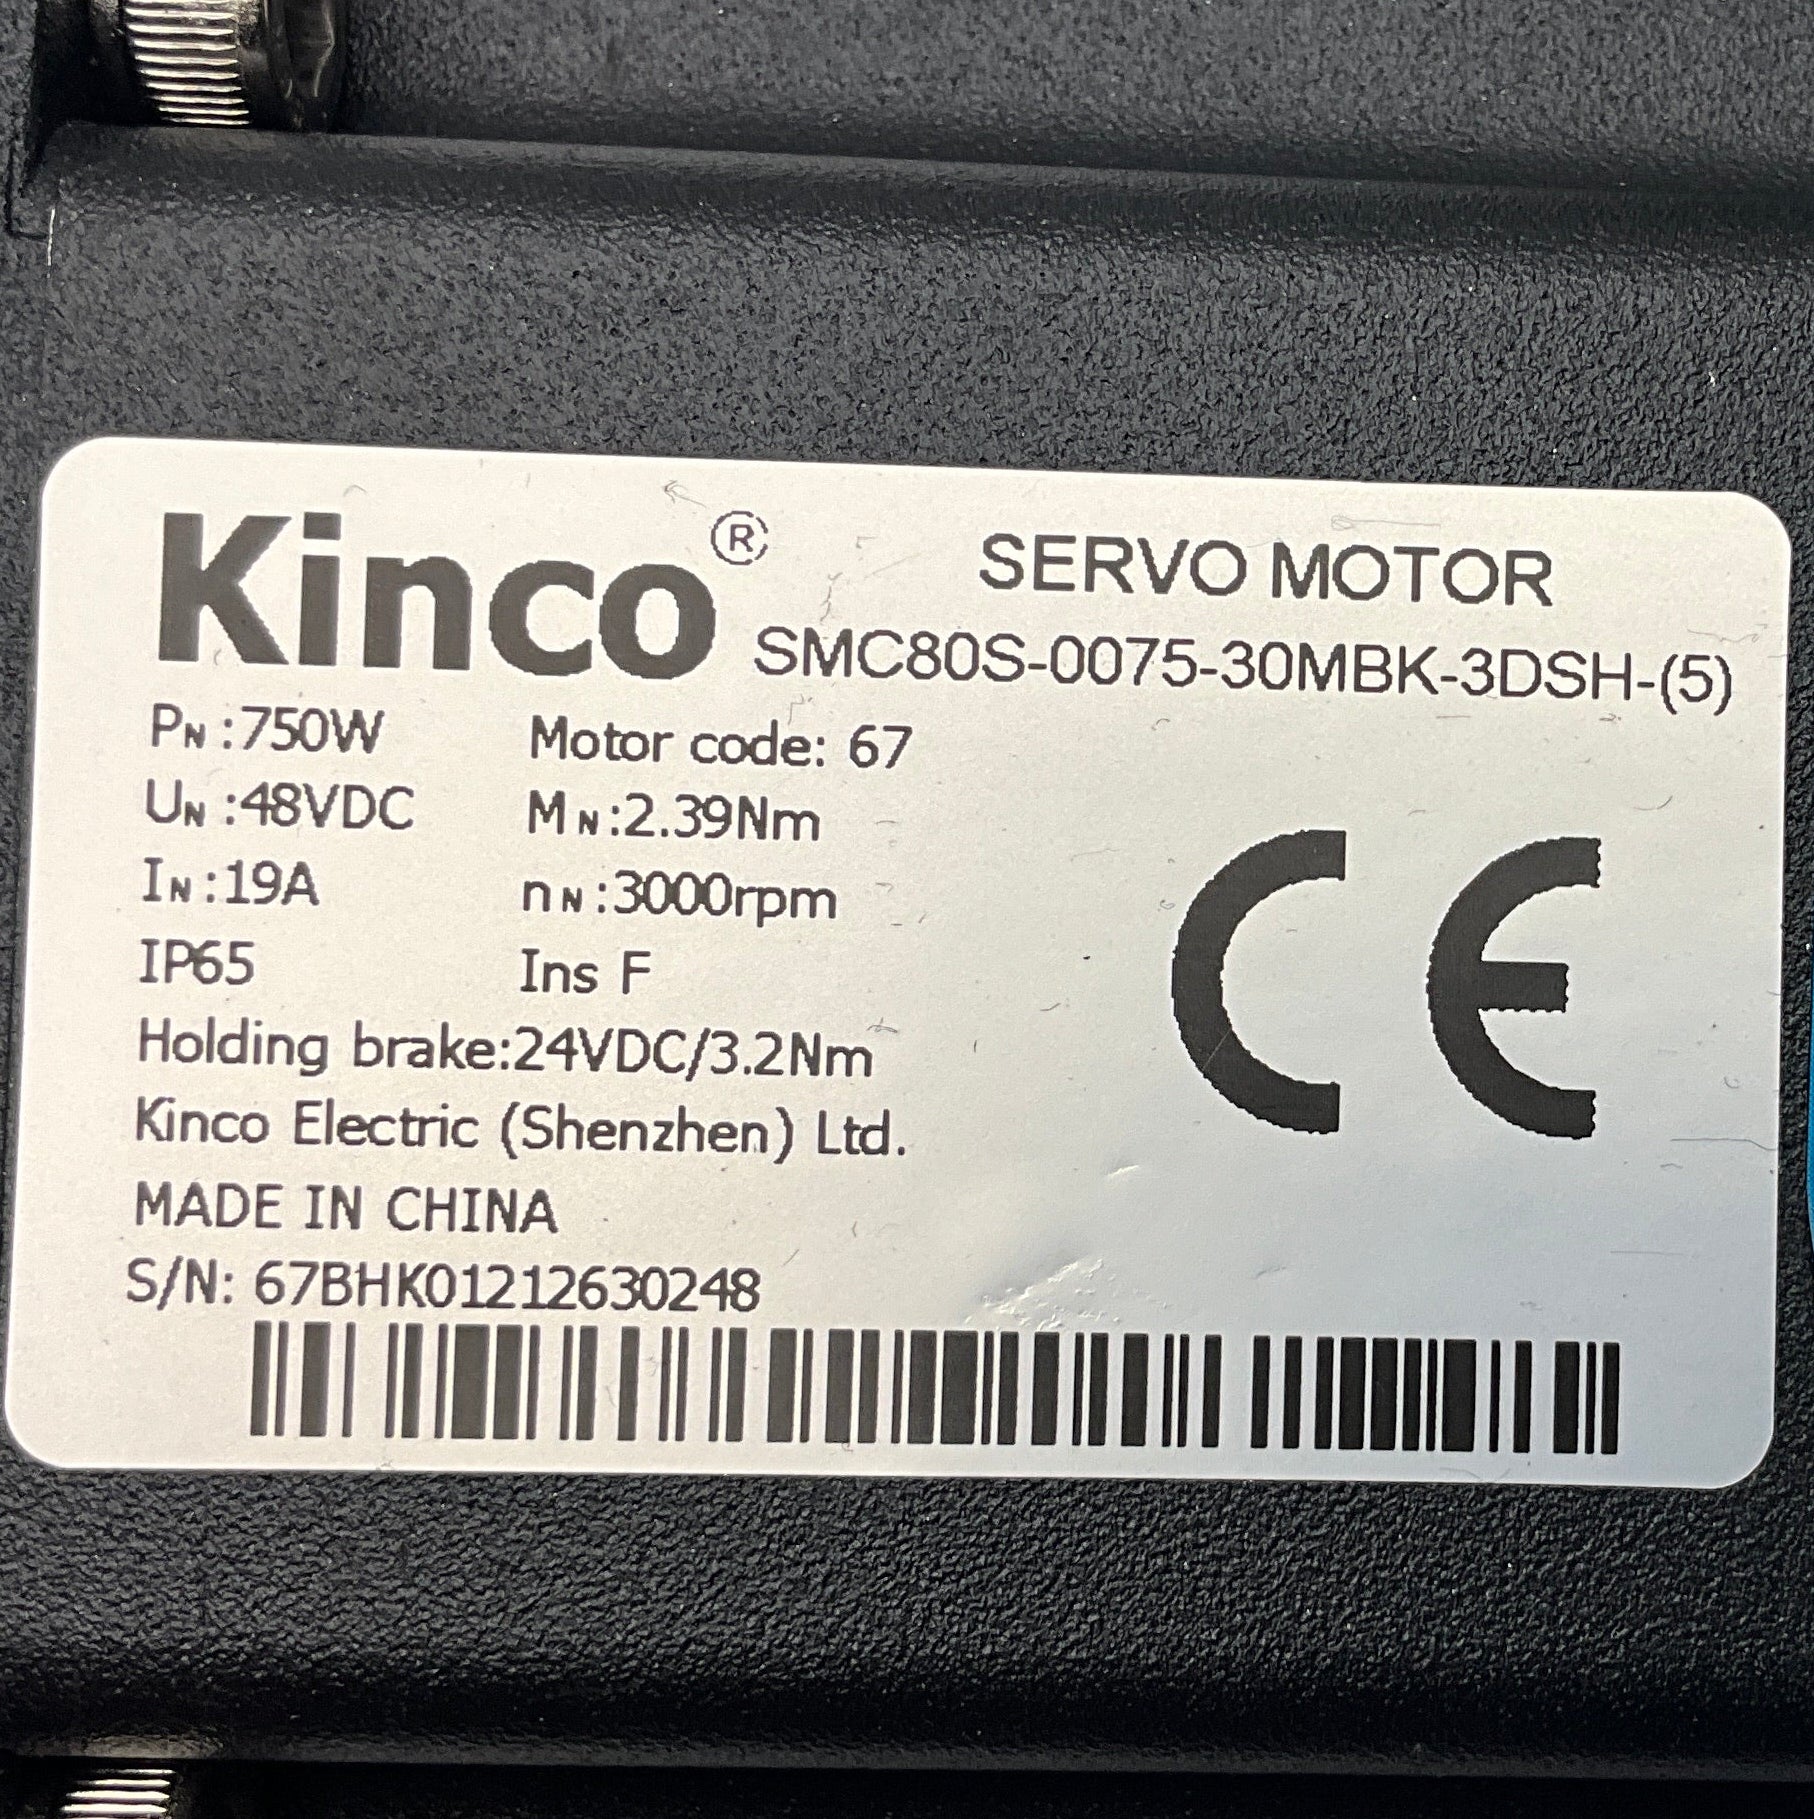 Kinco®
SERVO MOTOR
SMC80S-0075-30MBK-3DSH-(5)
PN :750W Motor code: 67
UN :48VDC MN:2.39Nm
IN :19A nN :3000rpm
IP65 Ins F
Holding brake:24VDC/3.2Nm
Kinco Electric (Shenzhen) Ltd.
MADE IN CHINA
S/N: 67BHK01212630248
CE